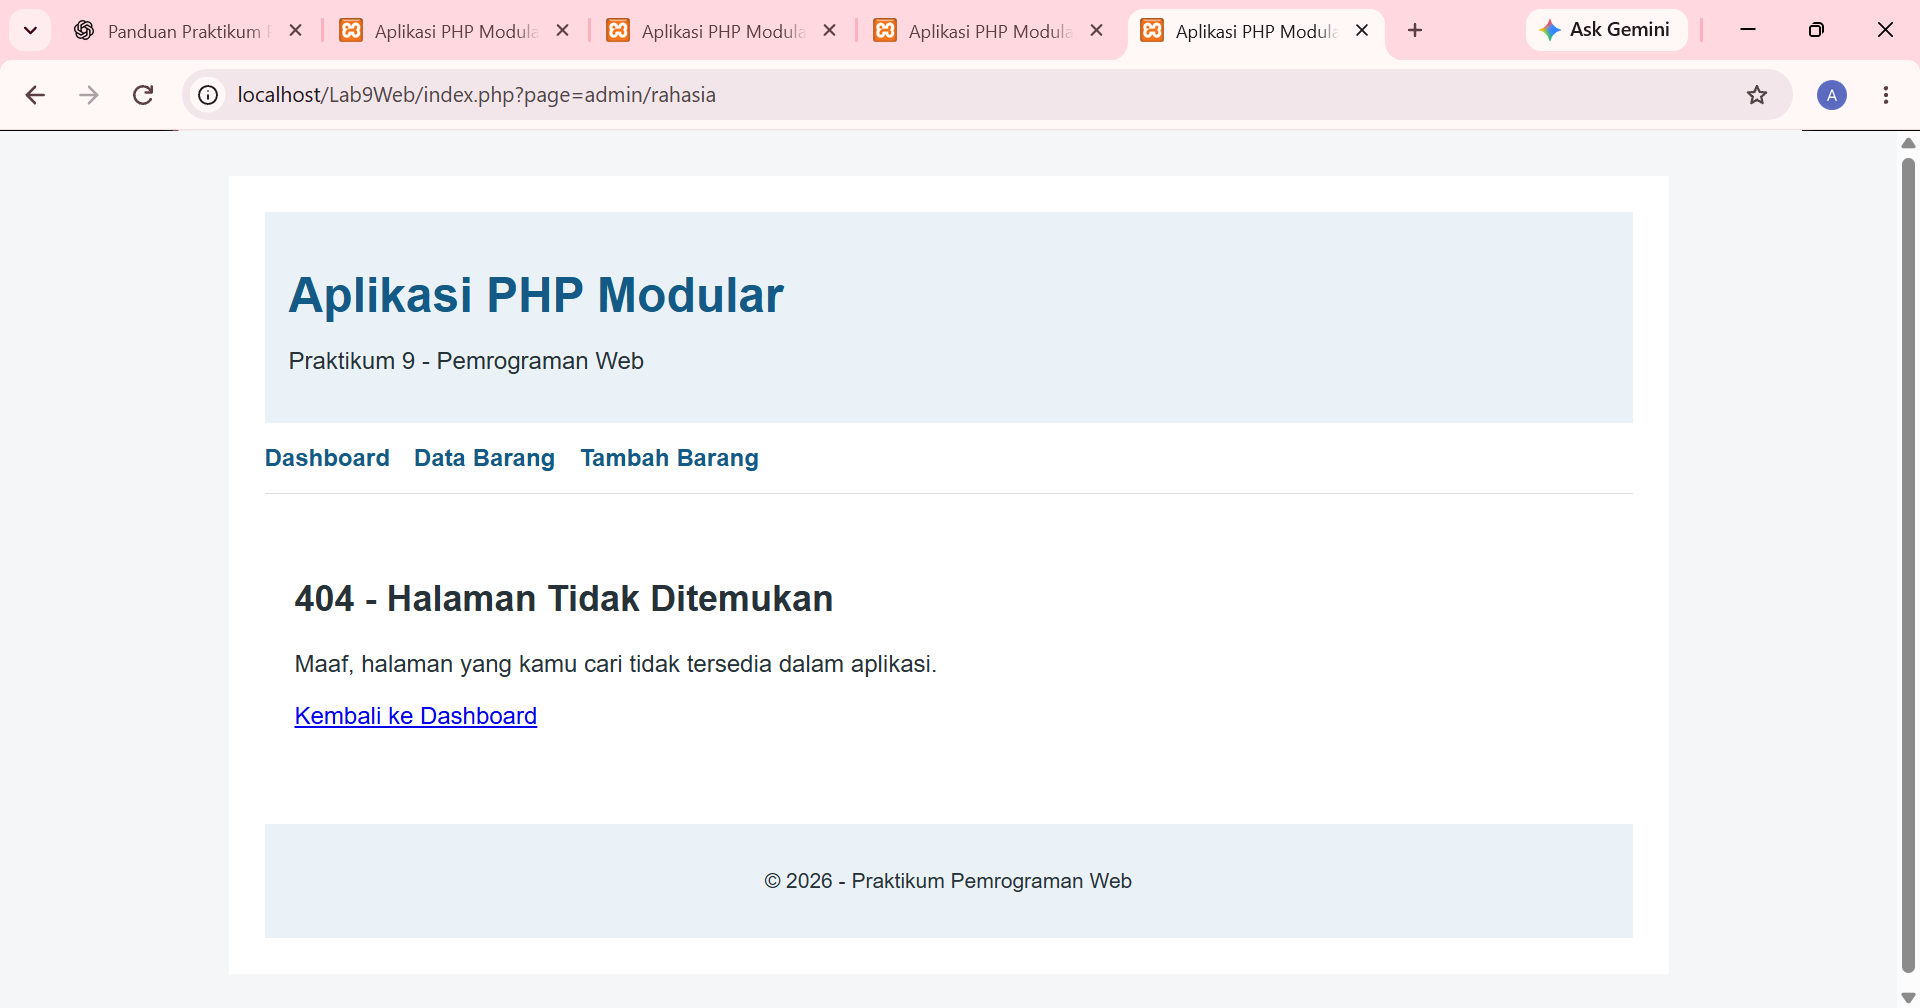 Panduan Praktikum
Aplikasi PHP Modula
Aplikasi PHP Modula
Aplikasi PHP Modula
Aplikasi PHP Modula
Ask Gemini
localhost/Lab9Web/index.php?page=admin/rahasia
A
Aplikasi PHP Modular
Praktikum 9 - Pemrograman Web
Dashboard Data Barang Tambah Barang
404 - Halaman Tidak Ditemukan
Maaf, halaman yang kamu cari tidak tersedia dalam aplikasi.
Kembali ke Dashboard
© 2026 - Praktikum Pemrograman Web